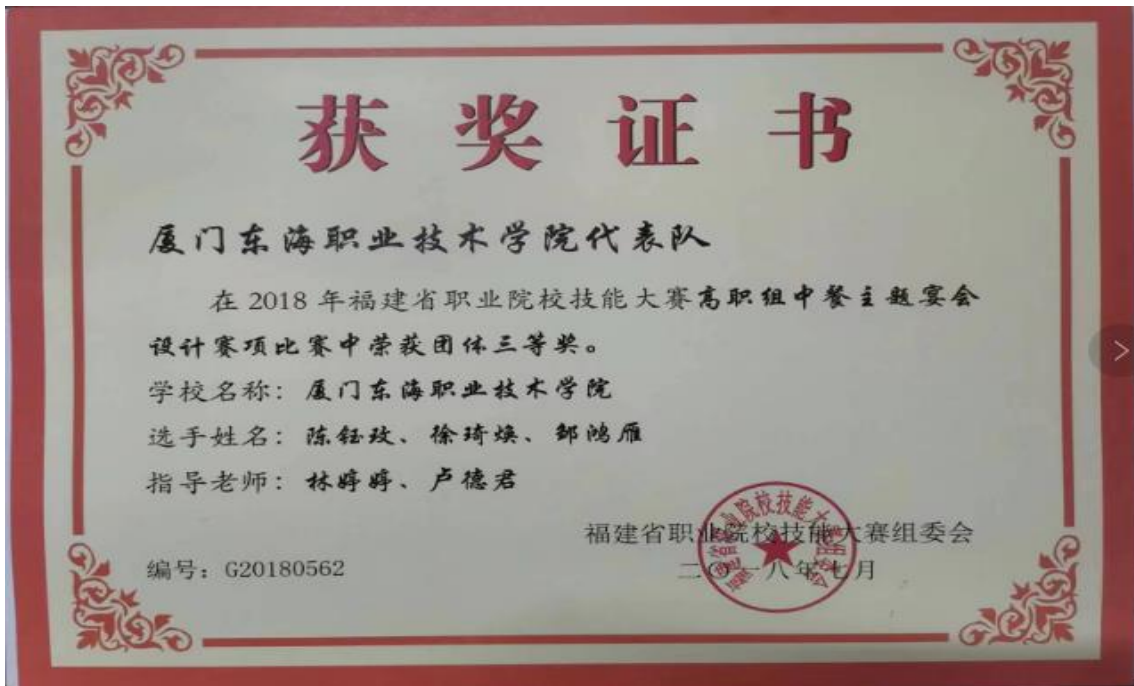 获奖证书
厦门东海职业技术学院代表队
在 2018 年福建省职业院校技能大赛高职组中餐主题宴会
设计赛项比赛中荣获团体三等奖。
学校名称：厦门东海职业技术学院
选手姓名：陈钰玫、徐琦焕、邹鸿雁
指导老师：林婷婷、卢德君
福建省职业院校技能大赛组委会
编号：G20180562
二〇一八年七月